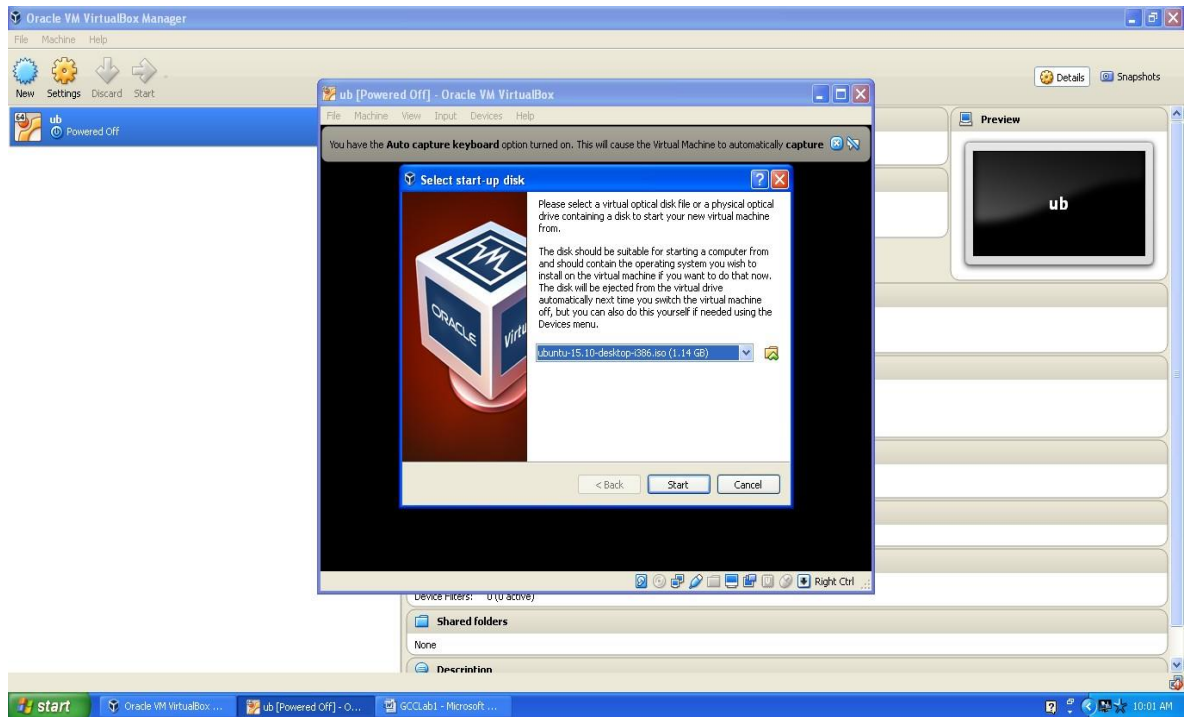 Oracle VM VirtualBox Manager
File Machine Help
New Settings Discard Start
Details Snapshots
64
ub
Powered Off
ub [Powered Off] - Oracle VM VirtualBox
File Machine View Input Devices Help
You have the Auto capture keyboard option turned on. This will cause the Virtual Machine to automatically capture
Preview
ub
Select start-up disk
Please select a virtual optical disk file or a physical optical
drive containing a disk to start your new virtual machine
from.
The disk should be suitable for starting a computer from
and should contain the operating system you wish to
install on the virtual machine if you want to do that now.
The disk will be ejected from the virtual drive
automatically next time you switch the virtual machine
off, but you can also do this yourself if needed using the
Devices menu.
ORACLE
Virtu
ubuntu-15.10-desktop-i386.iso (1.14 GB)
< Back Start Cancel
Right Ctrl
Device Filters: 0 (0 active)
Shared folders
None
Description
start
Oracle VM VirtualBox ...
ub [Powered Off] - O...
GCCLab1 - Microsoft ...
10:01 AM